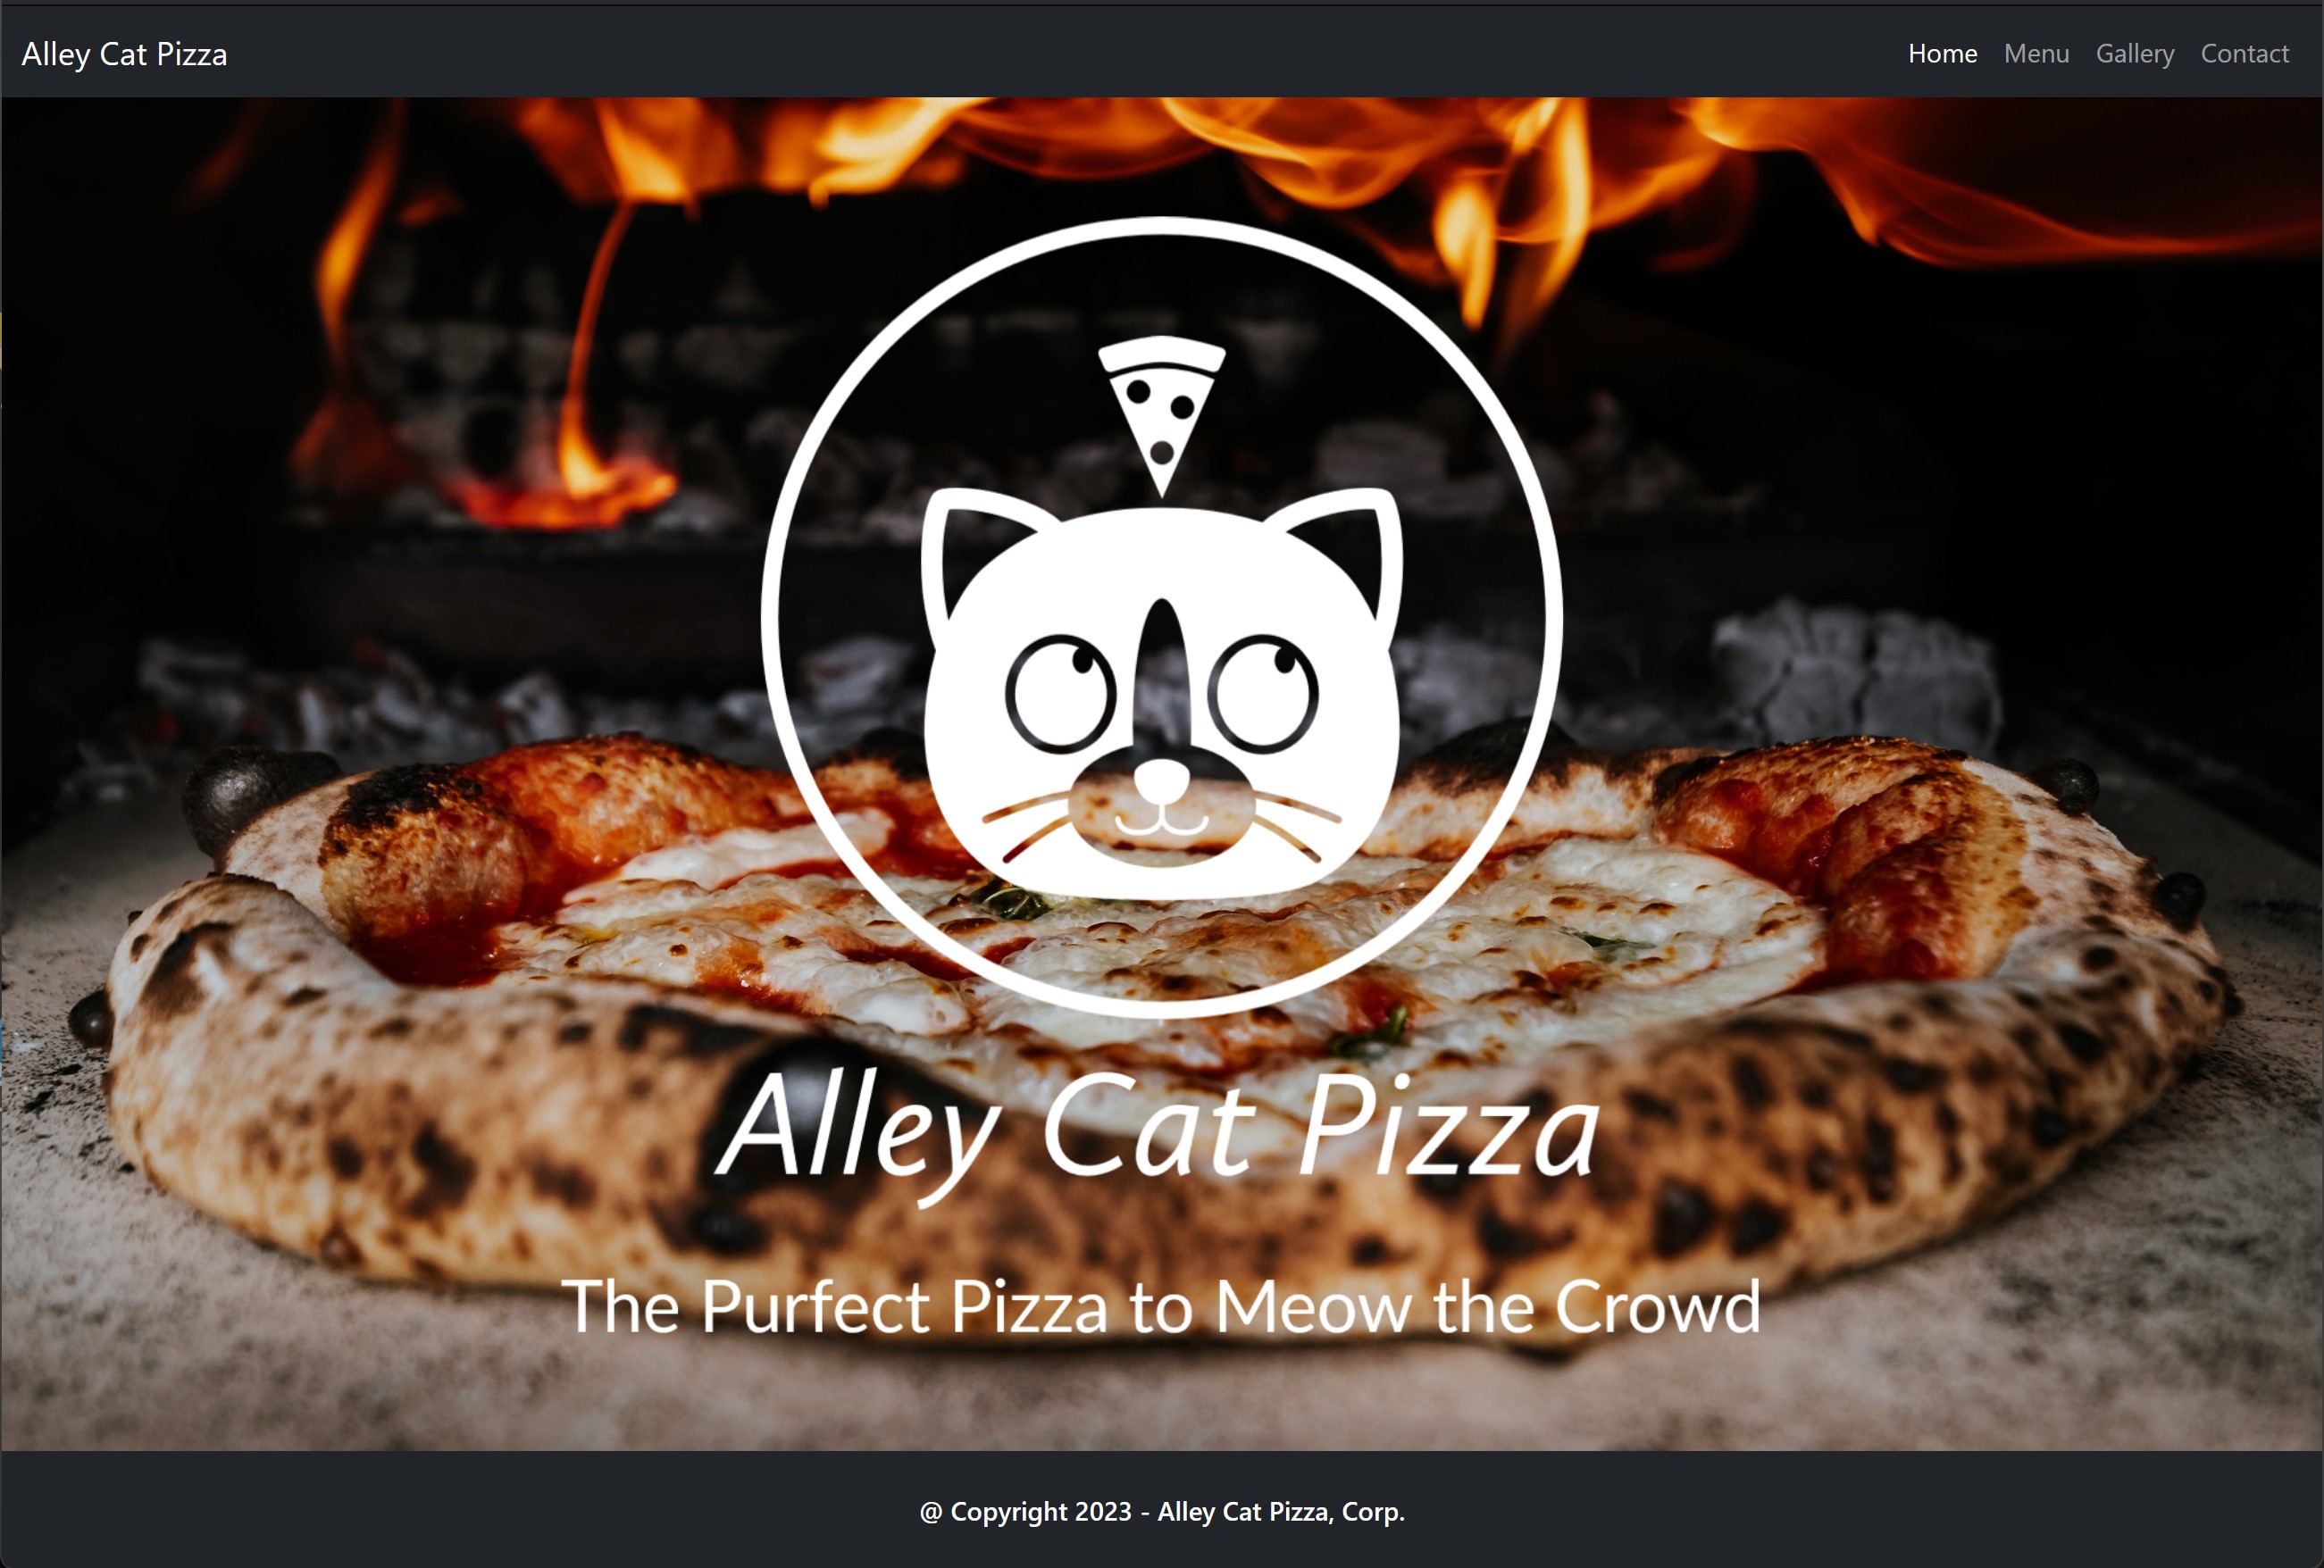 Alley Cat Pizza
Home Menu Gallery Contact
Alley Cat Pizza
The Purfect Pizza to Meow the Crowd
@ Copyright 2023 - Alley Cat Pizza, Corp.